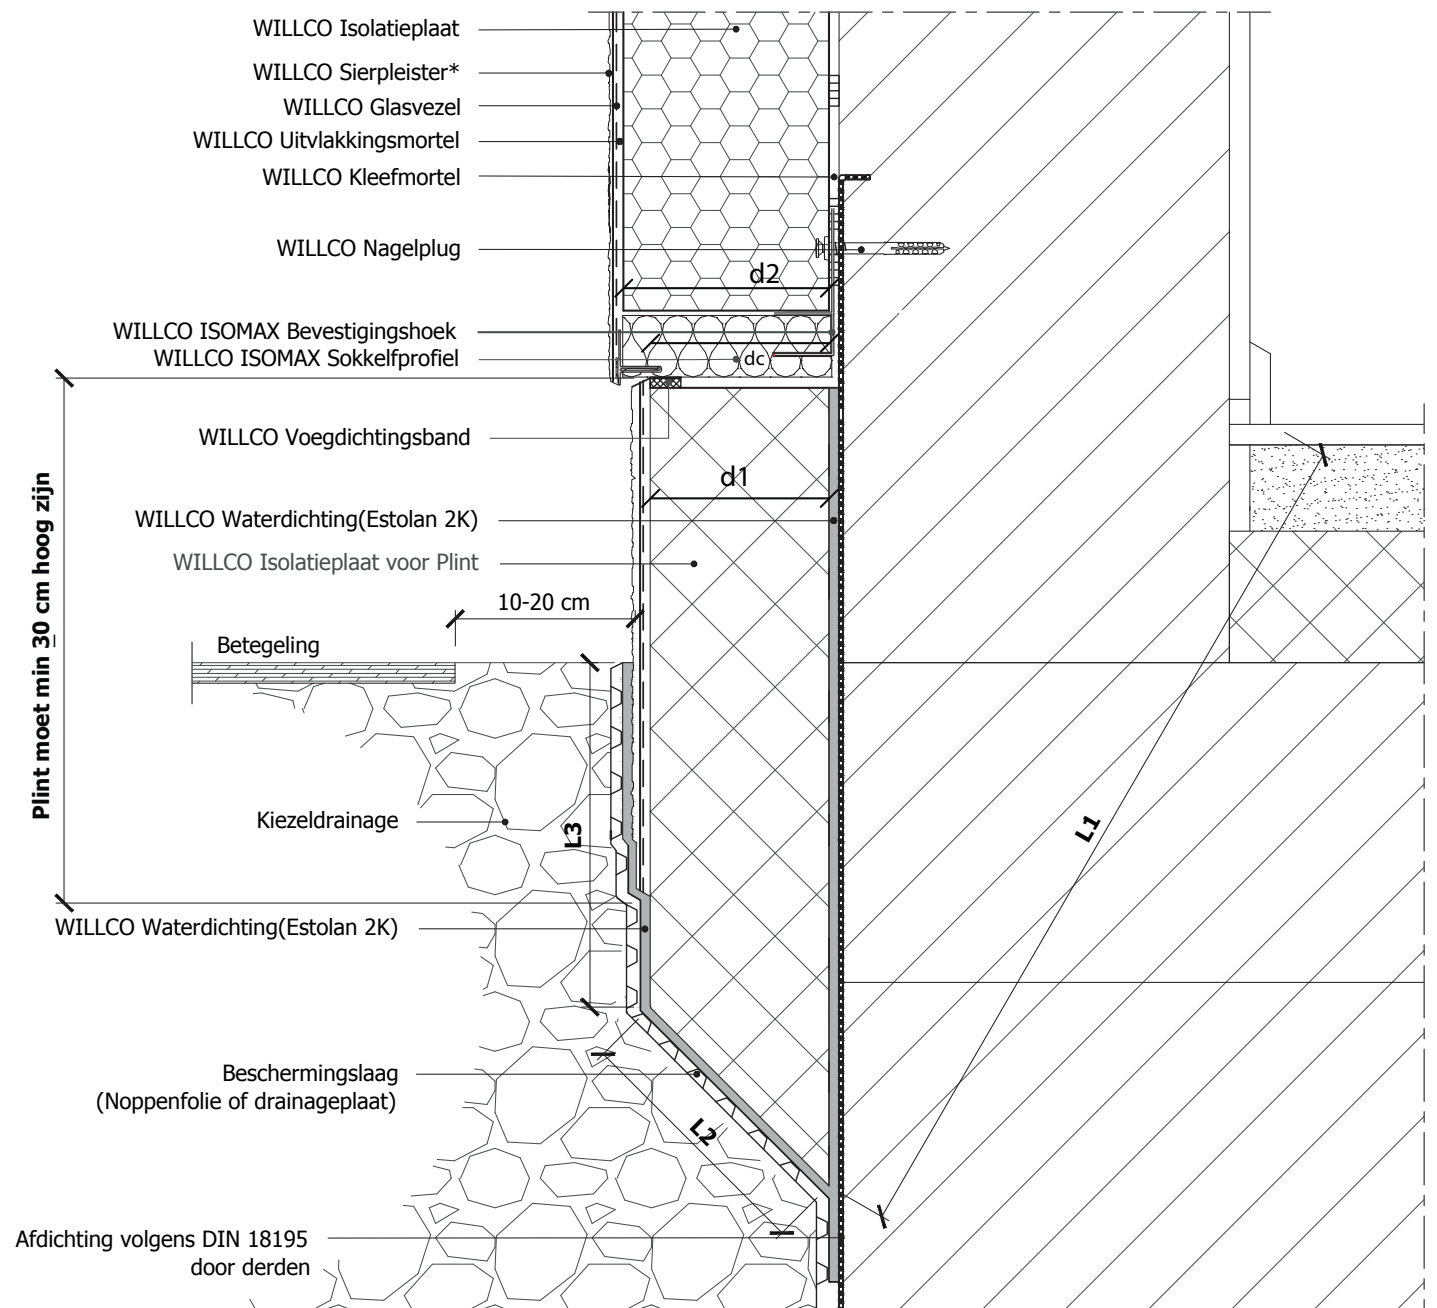 WILLCO Isolatieplaat
WILLCO Sierpleister*
WILLCO Glasvezel
WILLCO Uitvlakkingsmortel
WILLCO Kleefmortel
WILLCO Nagelplug
d2
WILLCO ISOMAX Bevestigingshoek
WILLCO ISOMAX Sokkelfprofiel
dc
WILLCO Voegdichtingsband
d1
WILLCO Waterdichting(Estolan 2K)
WILLCO Isolatieplaat voor Plint
10-20 cm
Betegeling
Plint moet min 30 cm hoog zijn
Kiezeldrainage
L3
L1
WILLCO Waterdichting(Estolan 2K)
Beschermingslaag
(Noppenfolie of drainageplaat)
L2
Afdichting volgens DIN 18195
door derden